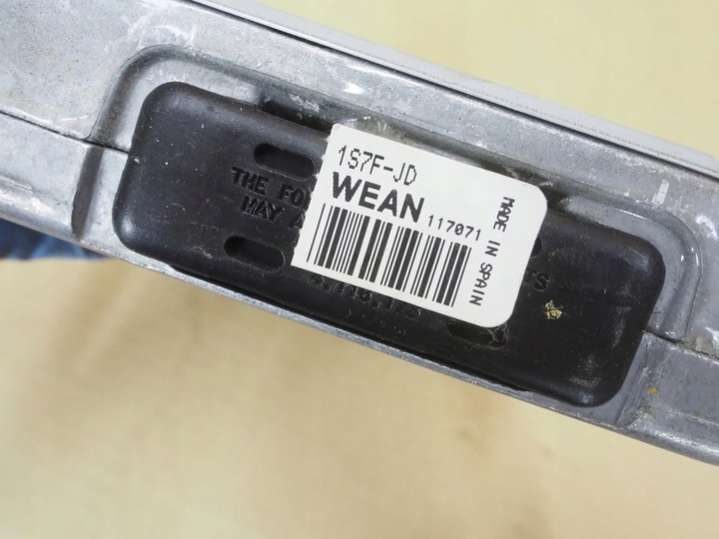 1S7F-JD
WEAN
117071
MADE IN SPAIN
THE FO
MAY A